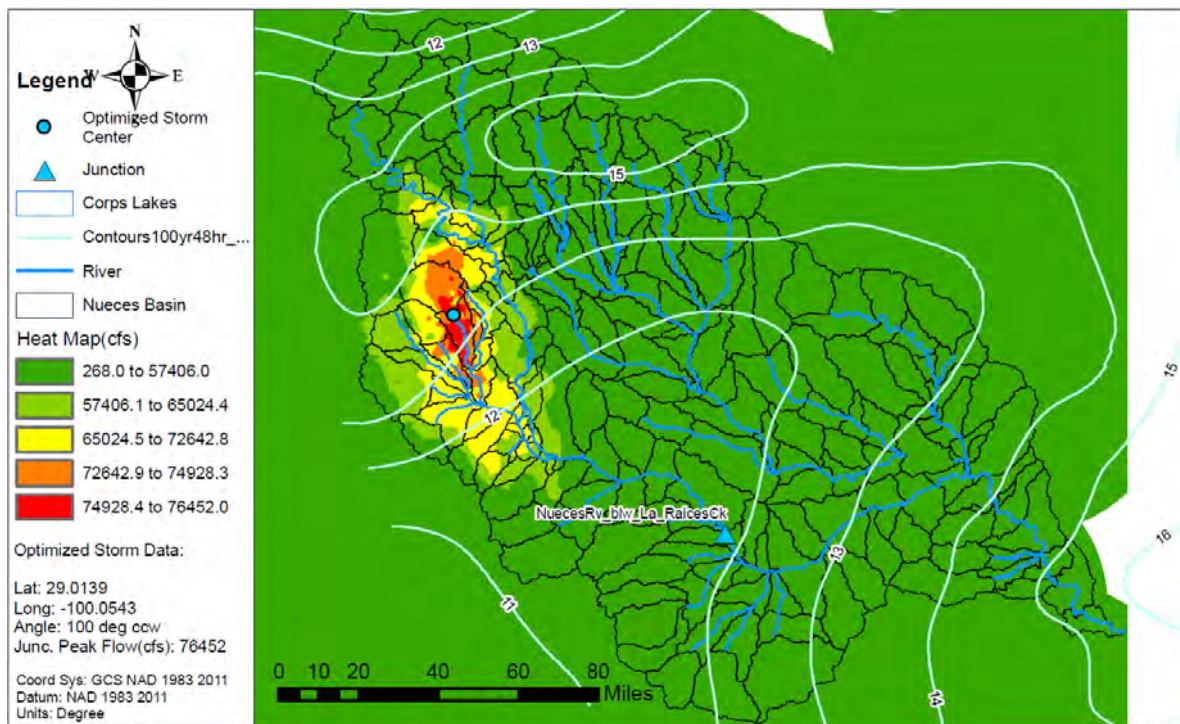 N
W
E
S
Legend
Optimized Storm
Center
Junction
Corps Lakes
Contours100yr48hr_...
River
Nueces Basin
Heat Map(cfs)
268.0 to 57406.0
57406.1 to 65024.4
65024.5 to 72642.8
72642.9 to 74928.3
74928.4 to 76452.0
Optimized Storm Data:
Lat: 29.0139
Long: -100.0543
Angle: 100 deg ccw
Junc. Peak Flow(cfs): 76452
Coord Sys: GCS NAD 1983 2011
Datum: NAD 1983 2011
Units: Degree
12
13
15
12
NuecesRv_blw_La_RaicesCk
11
13
14
15
16
0 10 20 40 60 80
Miles